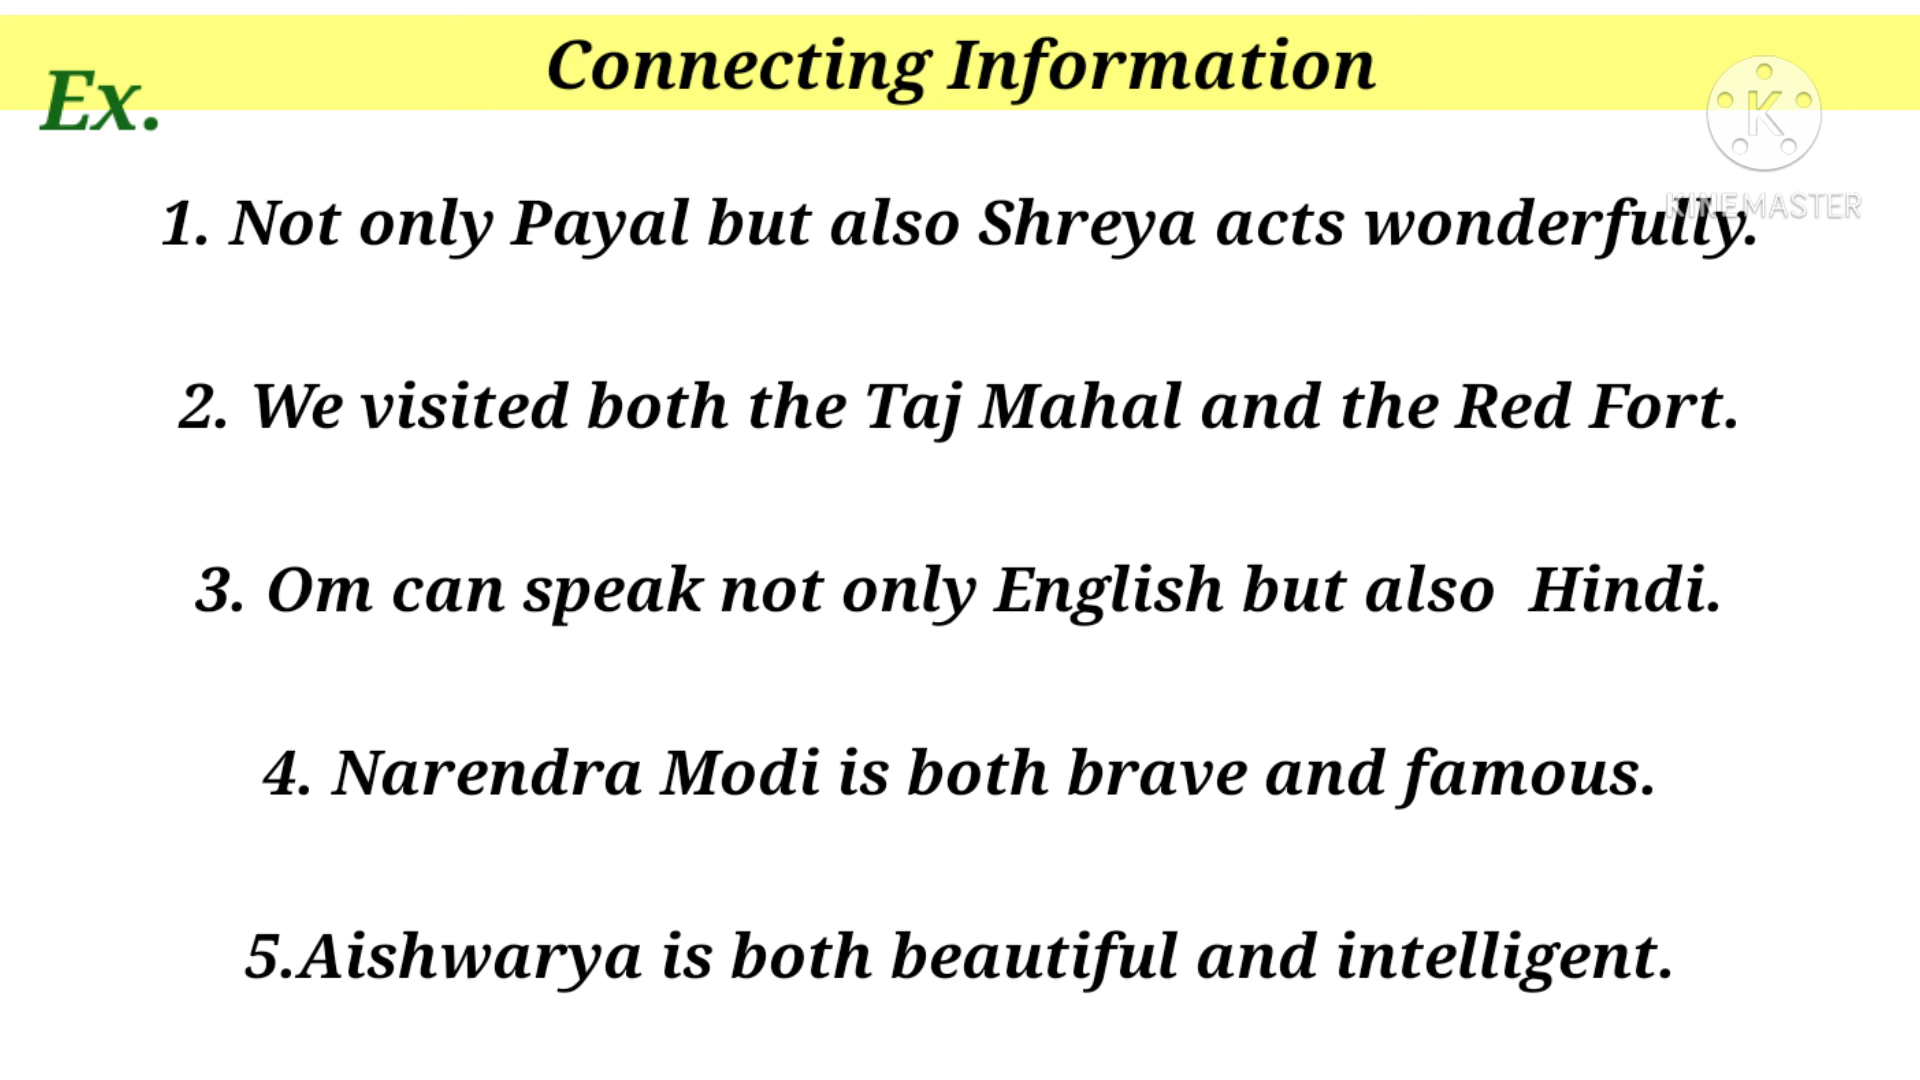 Connecting Information
Ex.
K
KINEMASTER
1. Not only Payal but also Shreya acts wonderfully.
2. We visited both the Taj Mahal and the Red Fort.
3. Om can speak not only English but also  Hindi.
4. Narendra Modi is both brave and famous.
5.Aishwarya is both beautiful and intelligent.